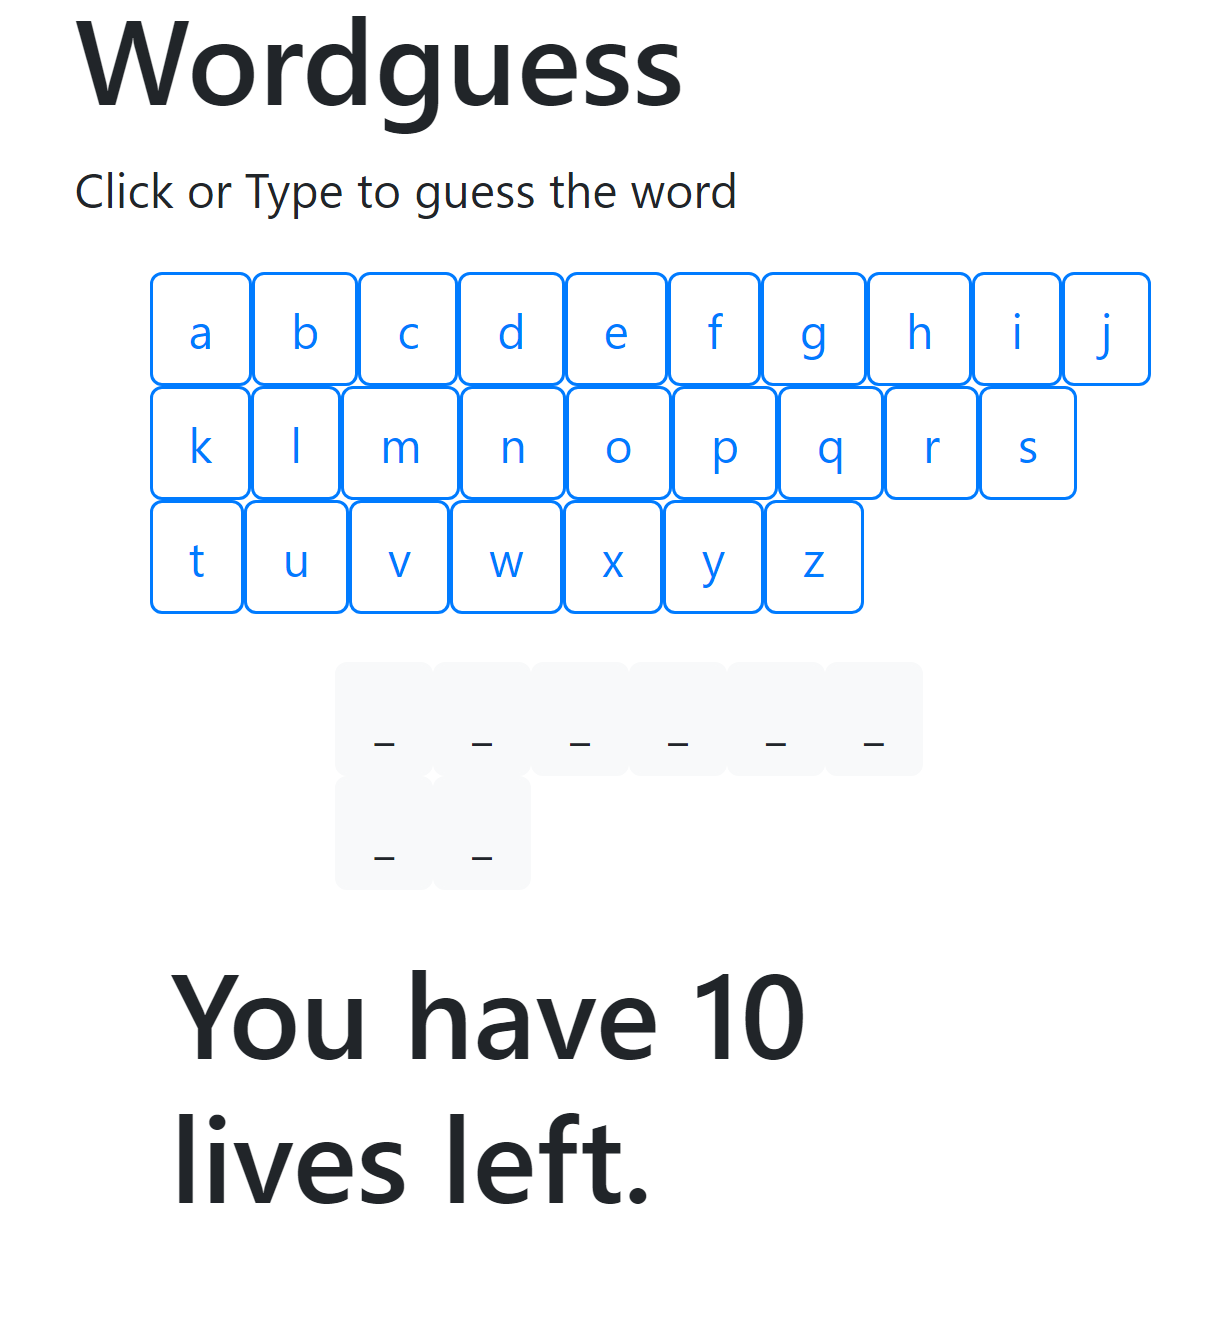 Wordguess
Click or Type to guess the word
a b c d e f g h i j
k l m n o p q r s
t u v w x y z
_ _ _ _ _ _
_ _
You have 10
lives left.